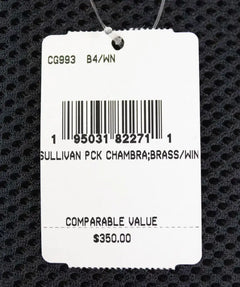 CG993 B4/WN
1 95031 82271 1
SULLIVAN PCK CHAMBRA;BRASS/WIN
COMPARABLE VALUE
$350.00